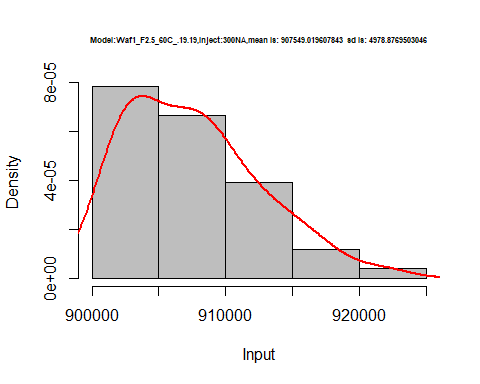 Model:Waf1_F2.5_60C_.19.19,inject:300NA,mean is: 907549.019607843 sd is: 4978.8769503046
8e-05
4e-05
0e+00
Density
900000 910000 920000
Input